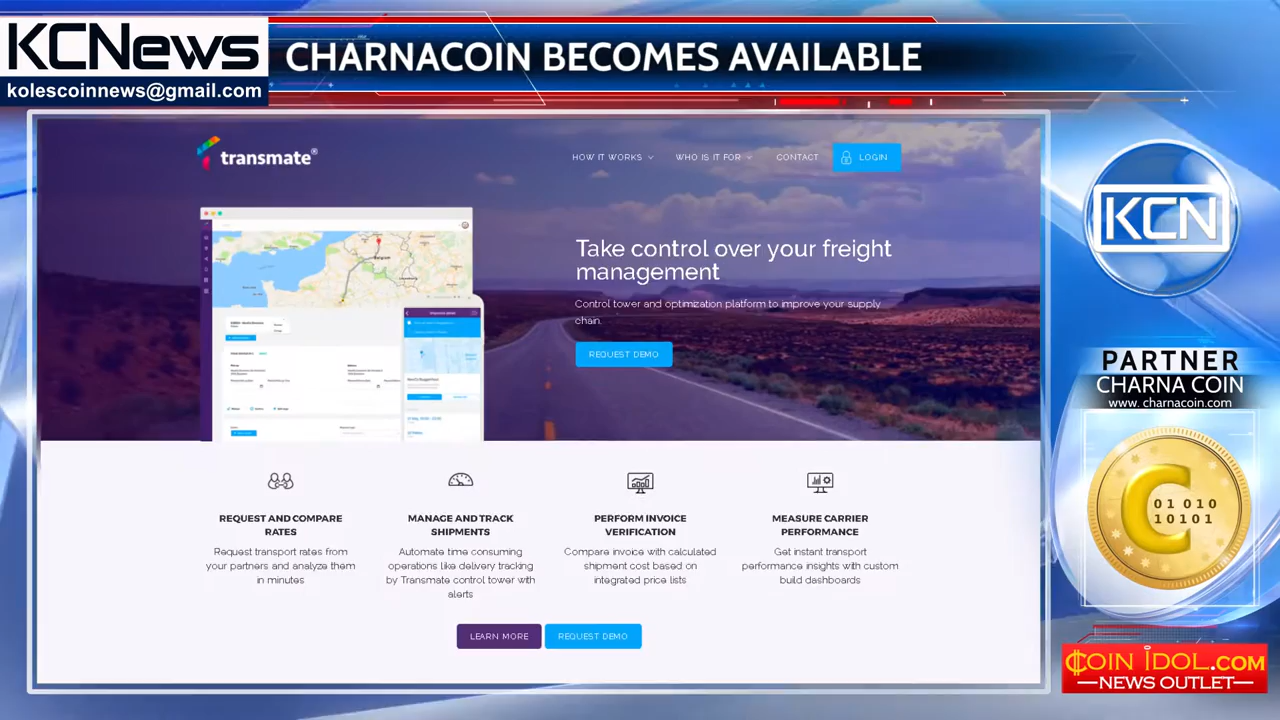 KCNews
kolescoinnews@gmail.com
CHARNACOIN BECOMES AVAILABLE
transmate®
HOW IT WORKS
WHO IS IT FOR
CONTACT
LOGIN
Take control over your freight
management
Control tower and optimization platform to improve your supply
chain.
REQUEST DEMO
Belgium
REQUEST AND COMPARE
RATES
Request transport rates from
your partners and analyze them
in minutes
MANAGE AND TRACK
SHIPMENTS
Automate time consuming
operations like delivery tracking
by Transmate control tower with
alerts
PERFORM INVOICE
VERIFICATION
Compare invoice with calculated
shipment cost based on
integrated price lists
MEASURE CARRIER
PERFORMANCE
Get instant transport
performance insights with custom
build dashboards
LEARN MORE
REQUEST DEMO
KCN
PARTNER
CHARNA COIN
www. charnacoin.com
C
01 010
10101
COIN IDOL.COM
NEWS OUTLET